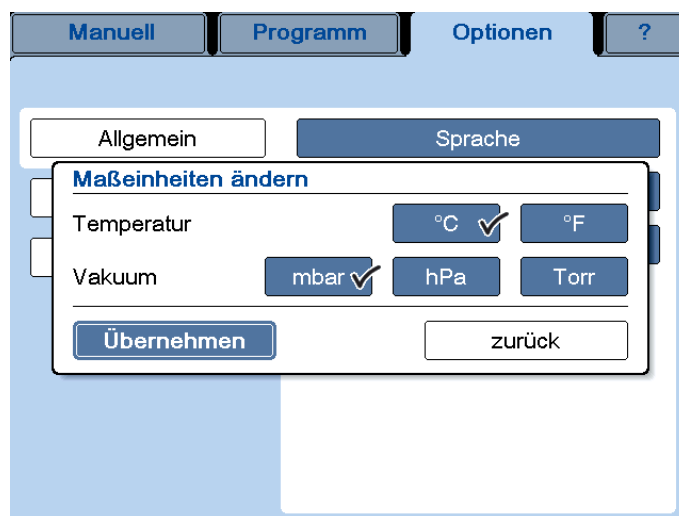 Manuell Programm Optionen ?
Allgemein Sprache
Maßeinheiten ändern
Temperatur °C °F
Vakuum mbar hPa Torr
Übernehmen zurück